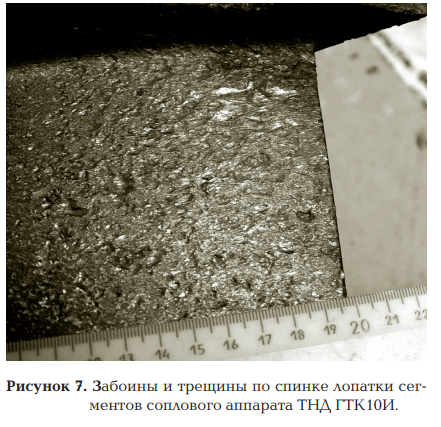 13 14 15 16 17 18 19 20 21 22
Рисунок 7. Забоины и трещины по спинке лопатки сег-
ментов соплового аппарата ТНД ГТК10И.